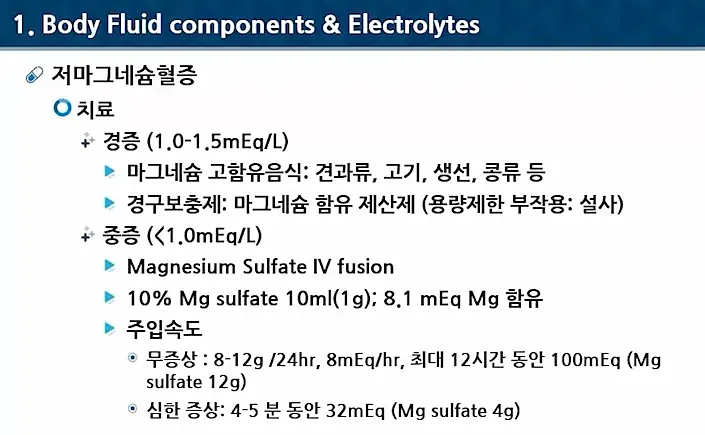 1. Body Fluid components & Electrolytes
저마그네슘혈증
치료
경증 (1.0-1.5mEq/L)
마그네슘 고함유음식: 견과류, 고기, 생선, 콩류 등
경구보충제: 마그네슘 함유 제산제 (용량제한 부작용: 설사)
중증 (<1.0mEq/L)
Magnesium Sulfate IV fusion
10% Mg sulfate 10ml(1g); 8.1 mEq Mg 함유
주입속도
무증상 : 8-12g /24hr, 8mEq/hr, 최대 12시간 동안 100mEq (Mg
sulfate 12g)
심한 증상: 4-5 분 동안 32mEq (Mg sulfate 4g)